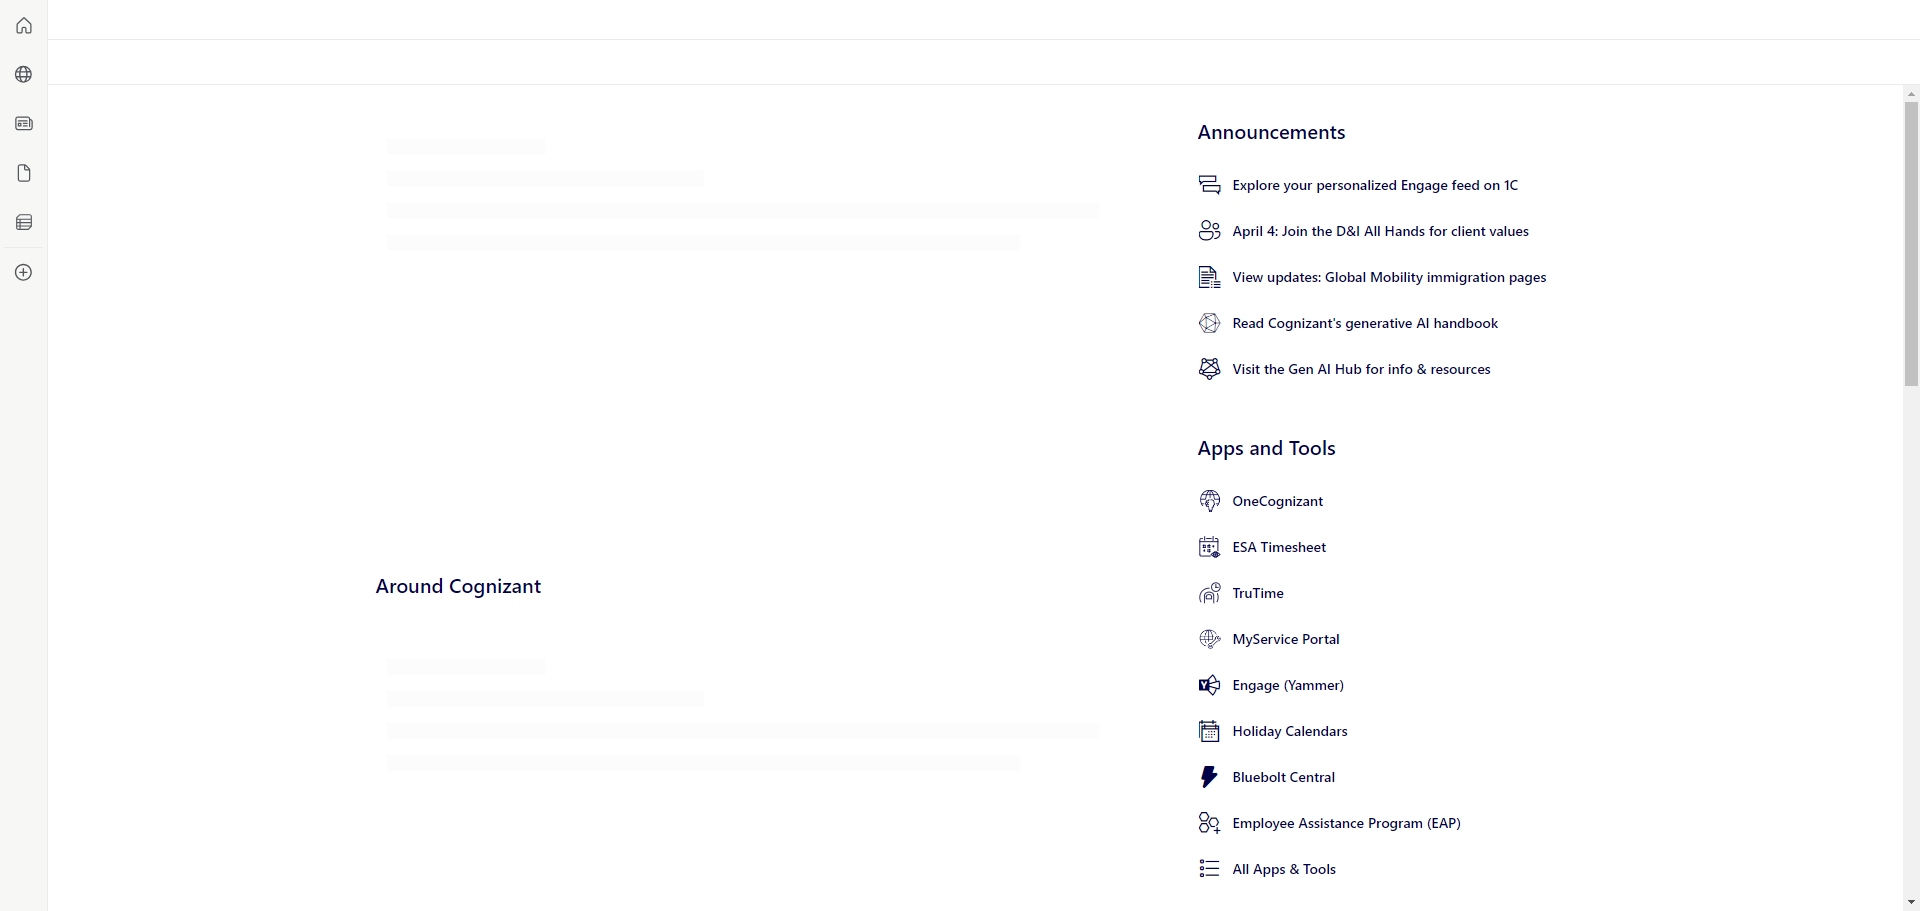 Announcements
Explore your personalized Engage feed on 1C
April 4: Join the D&I All Hands for client values
View updates: Global Mobility immigration pages
Read Cognizant's generative AI handbook
Visit the Gen AI Hub for info & resources
Apps and Tools
OneCognizant
ESA Timesheet
TruTime
MyService Portal
Engage (Yammer)
Holiday Calendars
Bluebolt Central
Employee Assistance Program (EAP)
All Apps & Tools
Around Cognizant